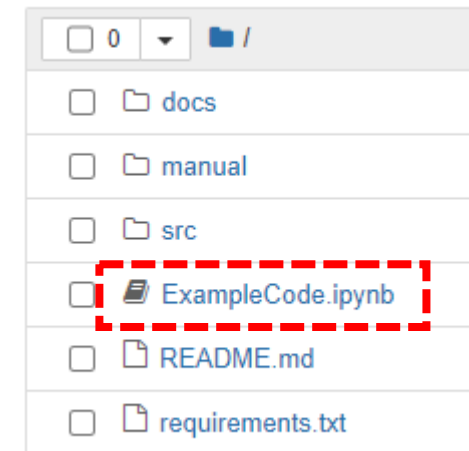 0 /
docs
manual
src
ExampleCode.ipynb
README.md
requirements.txt